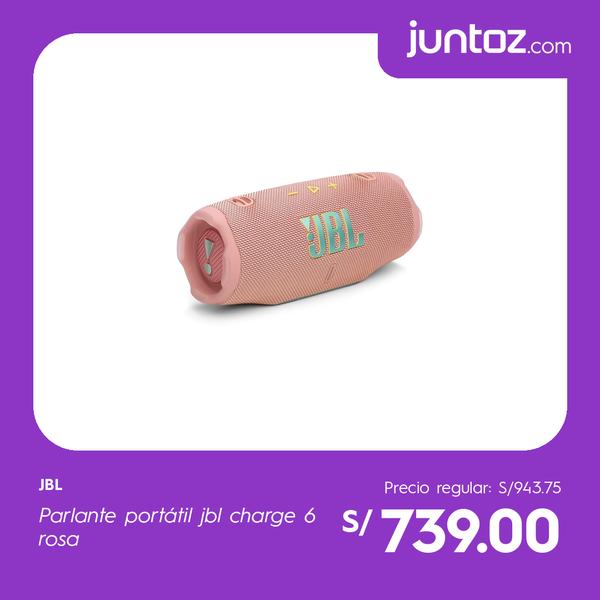 juntoz.com
JBL
JBL
Parlante portátil jbl charge 6
rosa
Precio regular: S/943.75
S/739.00